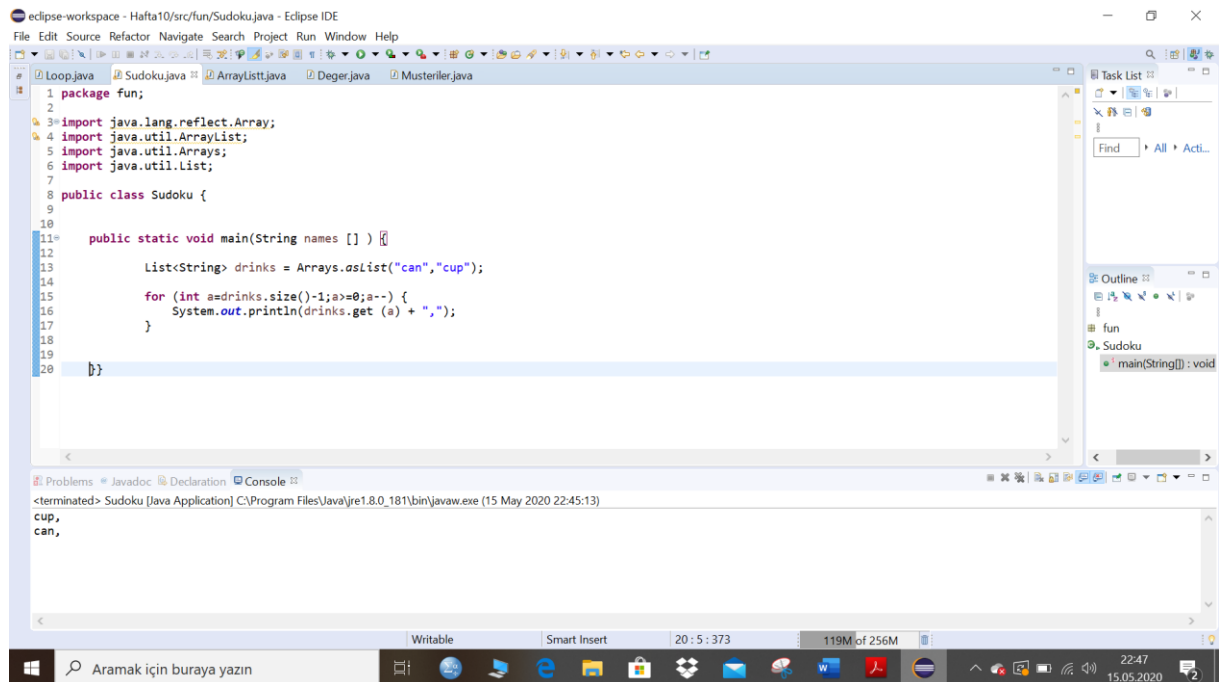 eclipse-workspace - Hafta10/src/fun/Sudoku.java - Eclipse IDE
File Edit Source Refactor Navigate Search Project Run Window Help
Loop.java Sudoku.java ArrayListt.java Deger.java Musteriler.java
1 package fun;
2
3 import java.lang.reflect.Array;
4 import java.util.ArrayList;
5 import java.util.Arrays;
6 import java.util.List;
7
8 public class Sudoku {
9
10
11 public static void main(String names [] ) {
12
13 List<String> drinks = Arrays.asList("can","cup");
14
15 for (int a=drinks.size()-1;a>=0;a--) {
16 System.out.println(drinks.get (a) + ",");
17 }
18
19
20 }}
Task List
Find All Acti...
Outline
fun
Sudoku
main(String[]) : void
Problems Javadoc Declaration Console
<terminated> Sudoku [Java Application] C:\Program Files\Java\jre1.8.0_181\bin\javaw.exe (15 May 2020 22:45:13)
cup,
can,
Writable Smart Insert 20 : 5 : 373 119M of 256M
Aramak için buraya yazın
22:47
15.05.2020
2